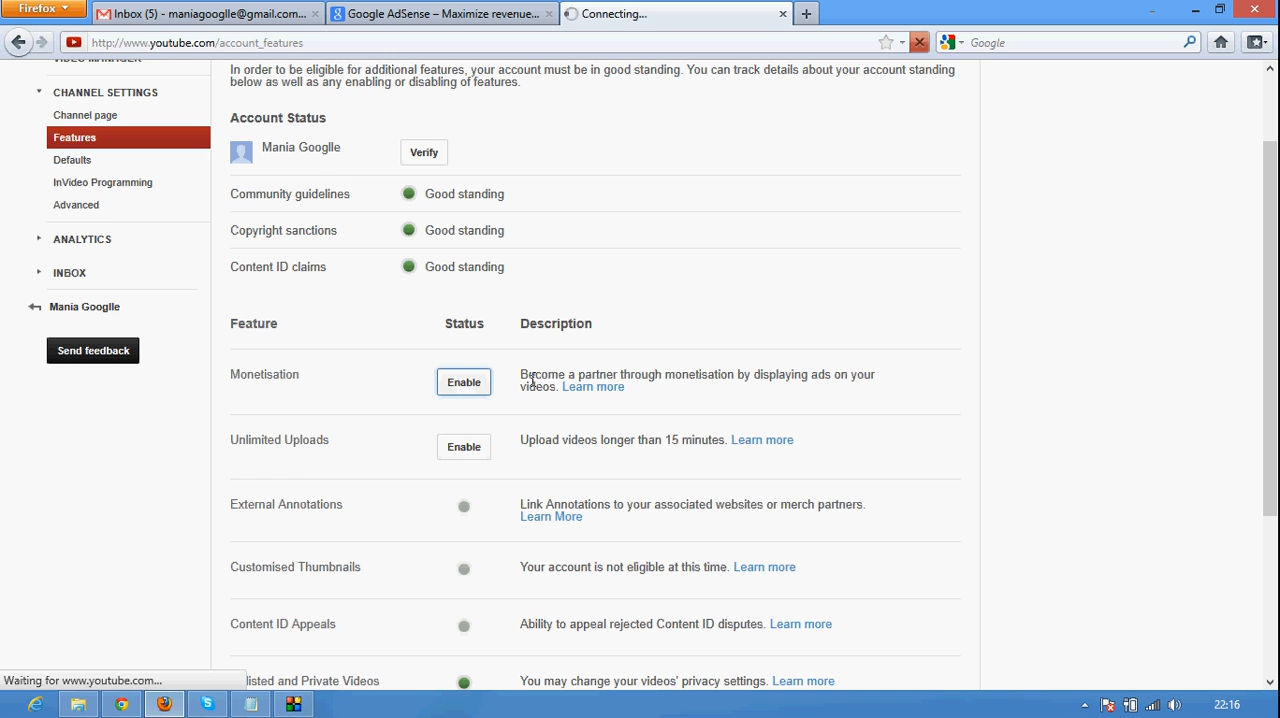 Firefox
Inbox (5) - maniagooglle@gmail.com...
Google AdSense – Maximize revenue...
Connecting...
http://www.youtube.com/account_features
Google
VIDEO MANAGER
In order to be eligible for additional features, your account must be in good standing. You can track details about your account standing
below as well as any enabling or disabling of features.
CHANNEL SETTINGS
Channel page
Features
Defaults
InVideo Programming
Advanced
ANALYTICS
INBOX
Mania Googlle
Send feedback
Account Status
Mania Googlle
Verify
Community guidelines
Good standing
Copyright sanctions
Good standing
Content ID claims
Good standing
Feature Status Description
Monetisation
Enable
Become a partner through monetisation by displaying ads on your
videos. Learn more
Unlimited Uploads
Enable
Upload videos longer than 15 minutes. Learn more
External Annotations
Link Annotations to your associated websites or merch partners.
Learn More
Customised Thumbnails
Your account is not eligible at this time. Learn more
Content ID Appeals
Ability to appeal rejected Content ID disputes. Learn more
listed and Private Videos
You may change your videos' privacy settings. Learn more
Waiting for www.youtube.com...
22:16